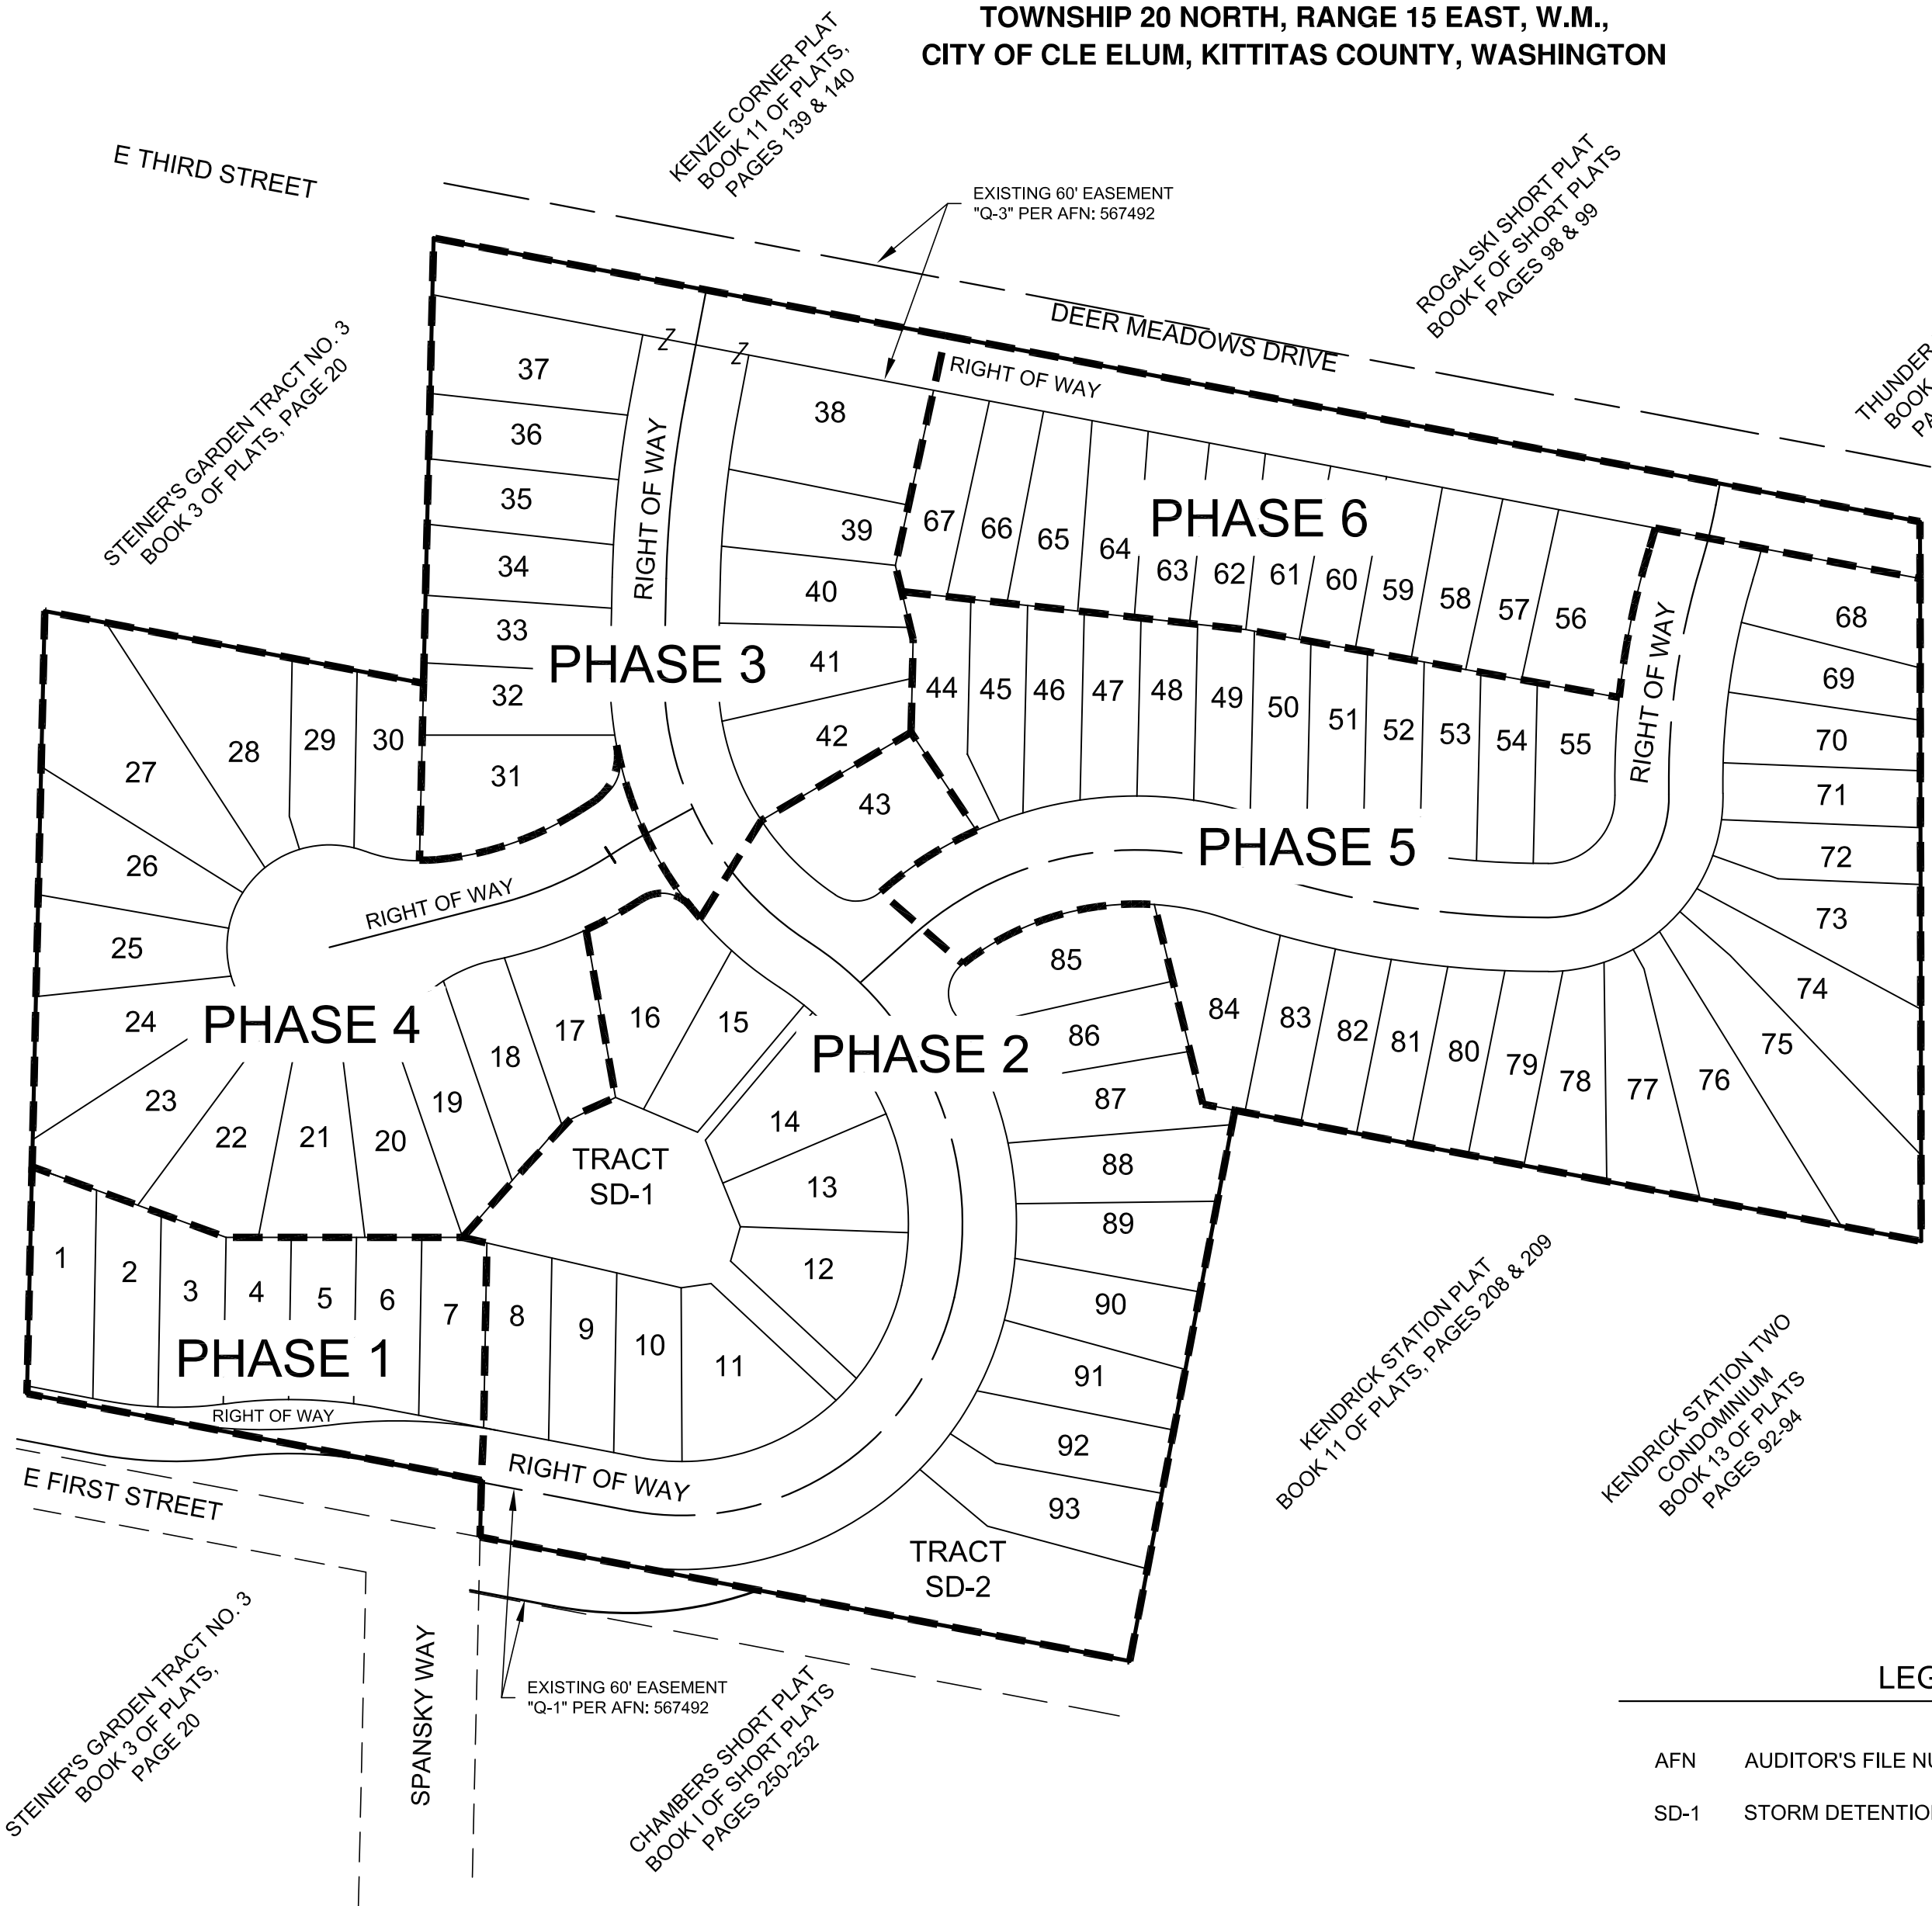 TOWNSHIP 20 NORTH, RANGE 15 EAST, W.M.,
CITY OF CLE ELUM, KITTITAS COUNTY, WASHINGTON
KENZIE CORNER PLAT
BOOK 11 OF PLATS,
PAGES 139 & 140
E THIRD STREET
EXISTING 60' EASEMENT
"Q-3" PER AFN: 567492
ROGALSKI SHORT PLAT
BOOK F OF SHORT PLATS
PAGES 98 & 99
DEER MEADOWS DRIVE
RIGHT OF WAY
THUNDER
BOOK
PA
STEINER'S GARDEN TRACT NO. 3
BOOK 3 OF PLATS, PAGE 20
Z
Z
37
36
35
34
33
32
31
RIGHT OF WAY
PHASE 3
38
39
40
41
42
43
PHASE 6
67
66
65
64
63
62
61
60
59
58
57
56
44
45
46
47
48
49
50
51
52
53
54
55
RIGHT OF WAY
PHASE 5
68
69
70
71
72
73
74
75
76
77
78
79
80
81
82
83
84
30
29
28
27
26
25
24
23
22
21
20
19
18
17
RIGHT OF WAY
PHASE 4
16
15
PHASE 2
14
13
12
TRACT
SD-1
85
86
87
88
89
90
91
92
93
1
2
3
4
5
6
7
8
9
10
11
PHASE 1
RIGHT OF WAY
RIGHT OF WAY
E FIRST STREET
TRACT
SD-2
KENDRICK STATION PLAT
BOOK 11 OF PLATS, PAGES 208 & 209
KENDRICK STATION TWO
CONDOMINIUM
BOOK 13 OF PLATS
PAGES 92-94
STEINER'S GARDEN TRACT NO. 3
BOOK 3 OF PLATS,
PAGE 20
SPANSKY WAY
EXISTING 60' EASEMENT
"Q-1" PER AFN: 567492
CHAMBERS SHORT PLAT
BOOK I OF SHORT PLATS
PAGES 250-252
LEG
AFN AUDITOR'S FILE NU
SD-1 STORM DETENTION